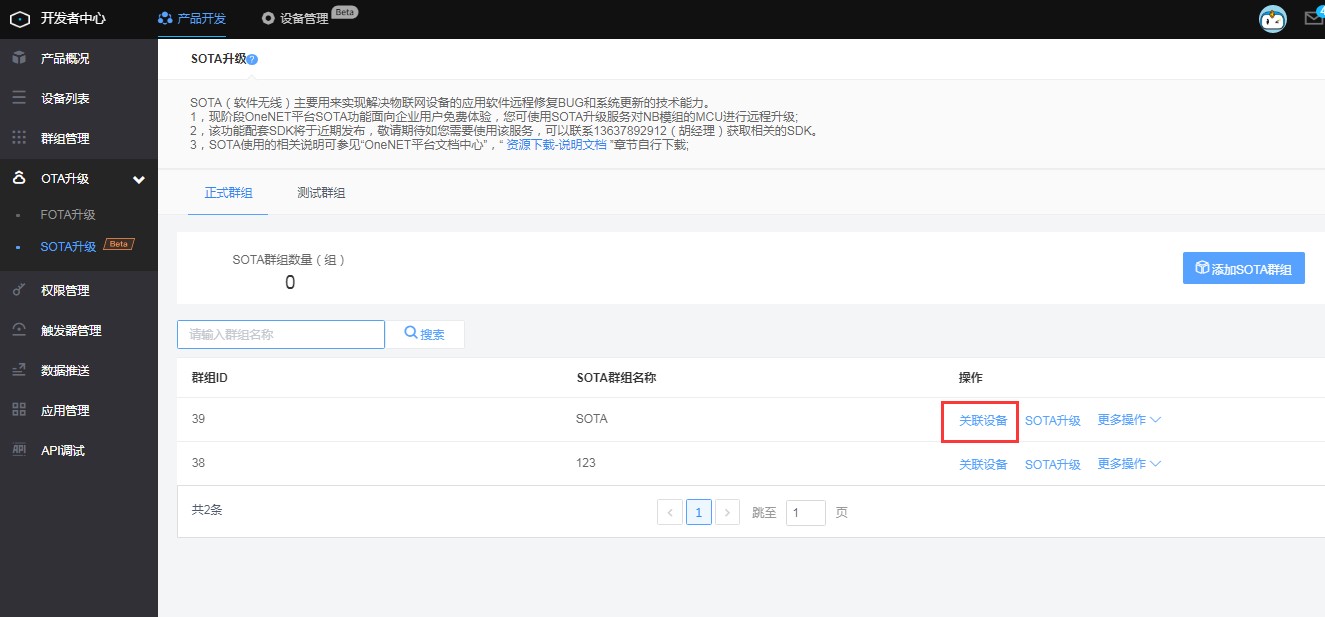 开发者中心
产品开发
设备管理
Beta
4
产品概况
设备列表
群组管理
OTA升级
FOTA升级
SOTA升级
Beta
权限管理
触发器管理
数据推送
应用管理
API
API调试
SOTA升级
?
SOTA（软件无线）主要用来实现解决物联网设备的应用软件远程修复BUG和系统更新的技术能力。
1，现阶段OneNET平台SOTA功能面向企业用户免费体验，您可使用SOTA升级服务对NB模组的MCU进行远程升级;
2，该功能配套SDK将于近期发布，敬请期待如您需要使用该服务，可以联系13637892912（胡经理）获取相关的SDK。
3，SOTA使用的相关说明可参见“OneNET平台文档中心”，“ 资源下载-说明文档 ”章节自行下载;
正式群组
测试群组
SOTA群组数量（组）
0
添加SOTA群组
请输入群组名称
搜索
群组ID
SOTA群组名称
操作
39
SOTA
关联设备
SOTA升级
更多操作
38
123
关联设备
SOTA升级
更多操作
共2条
<
1
>
跳至
1
页